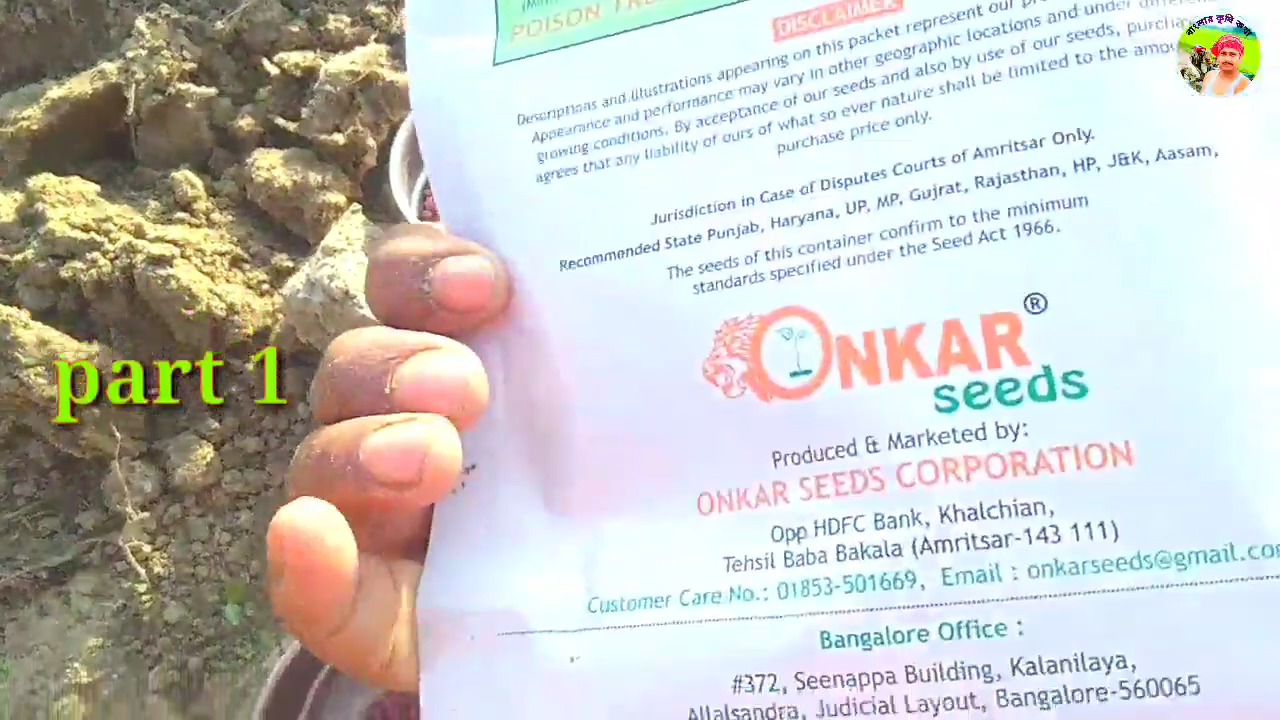 POISON
DISCLAIMER
Descriptions and illustrations appearing on this packet represent our
Appearance and performance may vary in other geographic locations and under
growing conditions. By acceptance of our seeds and also by use of our seeds,
agrees that any liability of ours of what so ever nature shall be limited to the
purchase price only.
Jurisdiction in Case of Disputes Courts of Amritsar Only.
Recommended State Punjab, Haryana, UP, MP, Gujrat, Rajasthan, HP, J&K, Aasam,
The seeds of this container confirm to the minimum
standards specified under the Seed Act 1966.
ONKAR ®
seeds
Produced & Marketed by:
ONKAR SEEDS CORPORATION
Opp HDFC Bank, Khalchian,
Tehsil Baba Bakala (Amritsar-143 111)
Customer Care No.: 01853-501669, Email : onkarseeds@gmail.co
Bangalore Office :
#372, Seenappa Building, Kalanilaya,
Allalsandra, Judicial Layout, Bangalore-560065
part 1
বাংলার কৃষি কথা